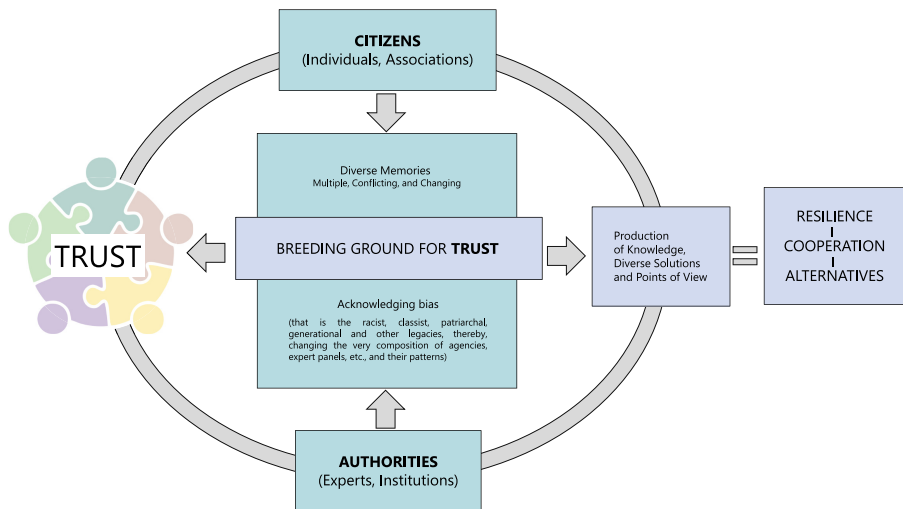 CITIZENS
(Individuals, Associations)
Diverse Memories
Multiple, Conflicting, and Changing
TRUST
BREEDING GROUND FOR TRUST
Production
of Knowledge,
Diverse Solutions
and Points of View
RESILIENCE
COOPERATION
ALTERNATIVES
Acknowledging bias
(that is the racist, classist, patriarchal,
generational and other legacies, thereby,
changing the very composition of agencies,
expert panels, etc., and their patterns)
AUTHORITIES
(Experts, Institutions)